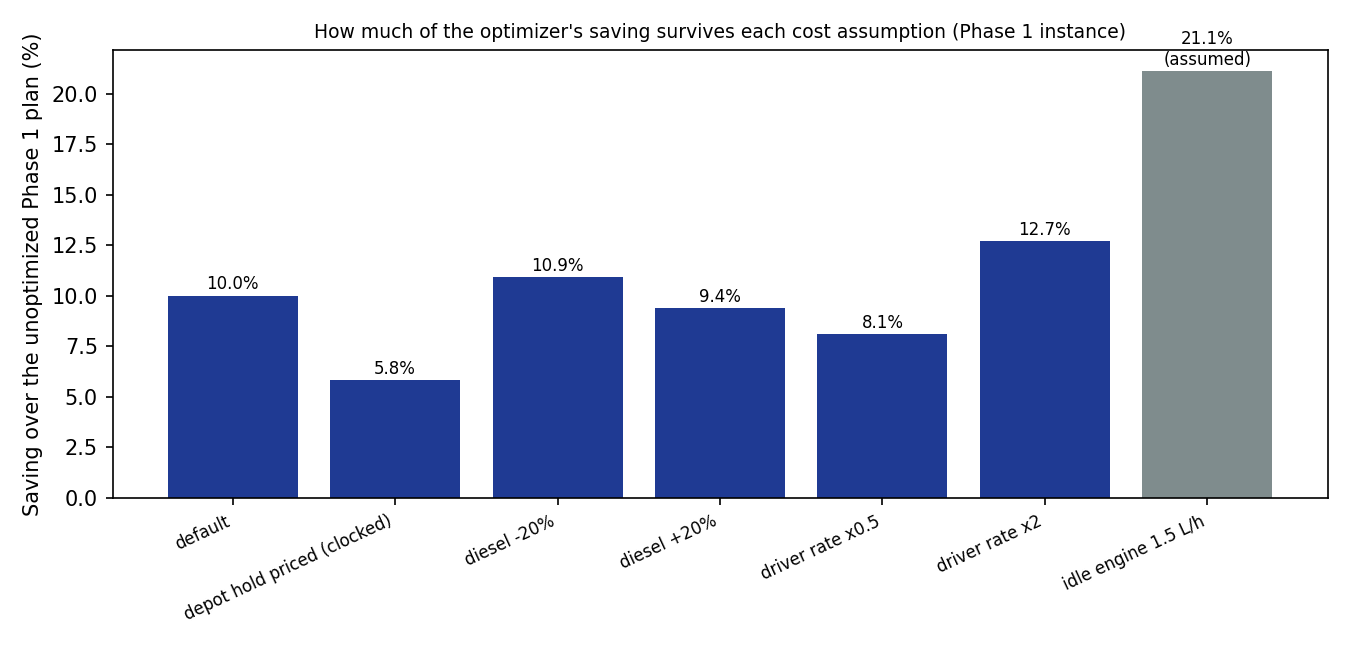 How much of the optimizer's saving survives each cost assumption (Phase 1 instance)
Saving over the unoptimized Phase 1 plan (%)
20.0
17.5
15.0
12.5
10.0
7.5
5.0
2.5
0.0
10.0%
5.8%
10.9%
9.4%
8.1%
12.7%
21.1%
(assumed)
default
depot hold priced (clocked)
diesel -20%
diesel +20%
driver rate x0.5
driver rate x2
idle engine 1.5 L/h